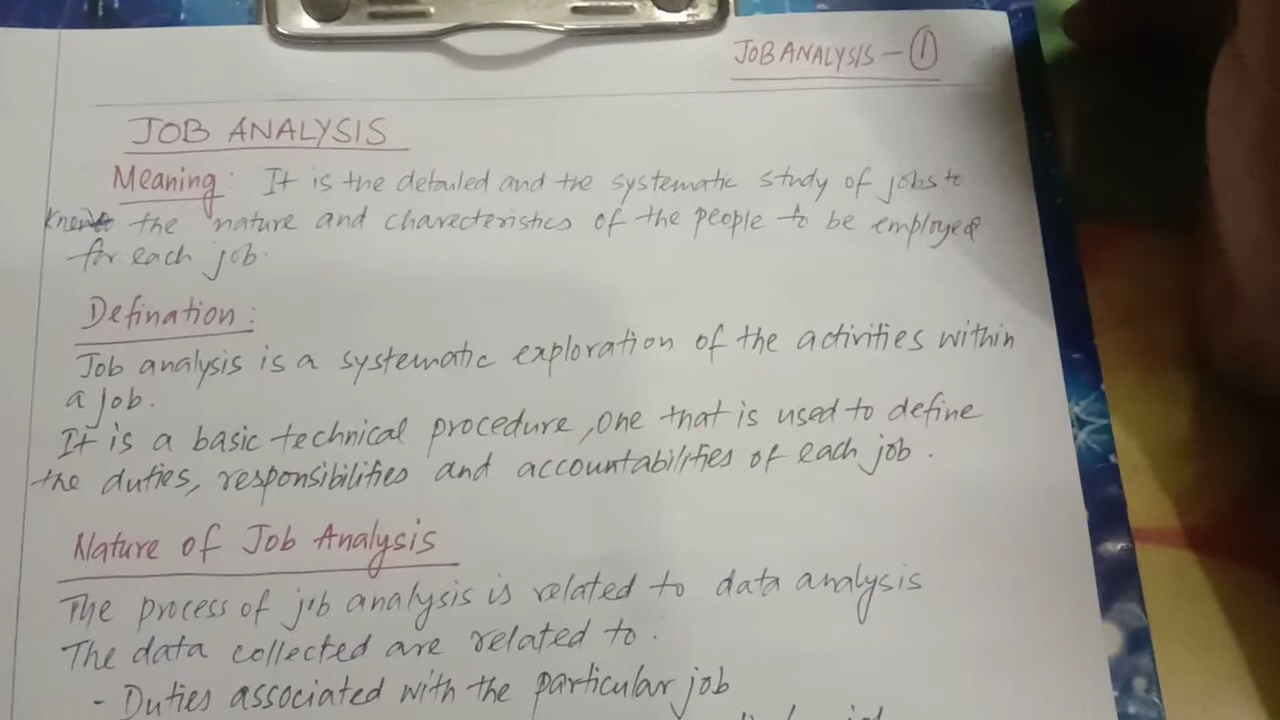 JOB ANALYSIS - 1
JOB ANALYSIS
Meaning: It is the detailed and the systematic study of jobs to
know the nature and charecteristics of the people to be employed
for each job.
Defination:
Job analysis is a systematic exploration of the activities within
a job.
It is a basic technical procedure, one that is used to define
the duties, responsibilities and accountabilities of each job.
Nature of Job Analysis
The process of job analysis is related to data analysis
The data collected are related to.
- Duties associated with the particular job